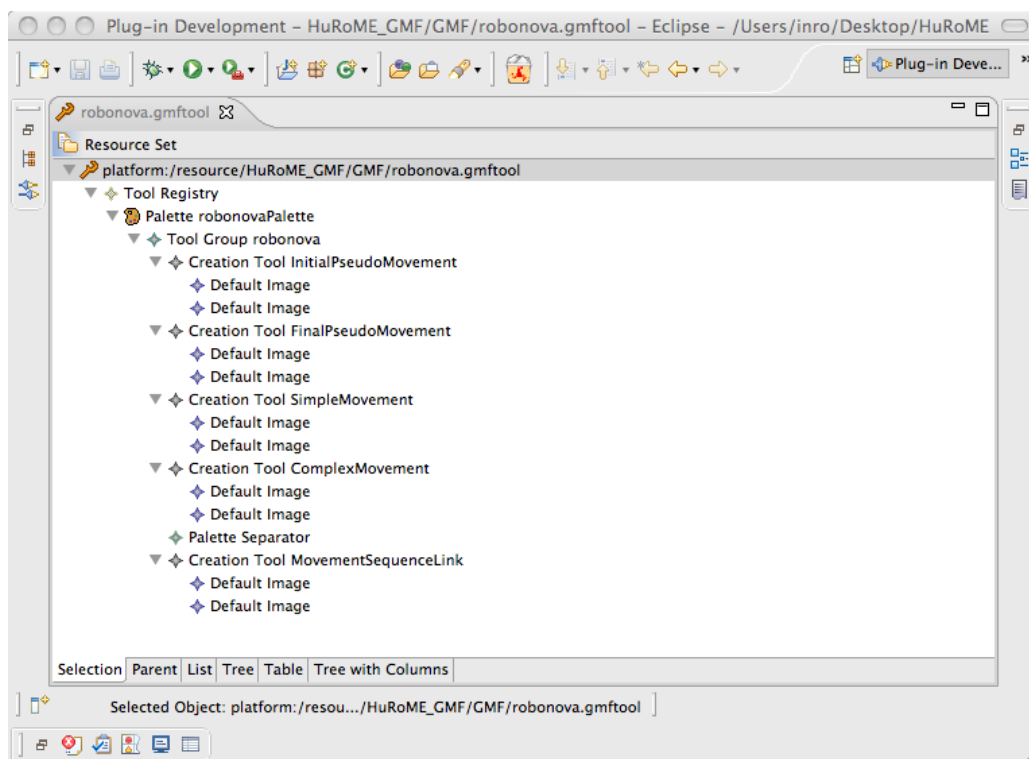 Plug-in Development – HuRoME_GMF/GMF/robonova.gmftool – Eclipse – /Users/inro/Desktop/HuRoME
Plug-in Deve...
robonova.gmftool
Resource Set
platform:/resource/HuRoME_GMF/GMF/robonova.gmftool
Tool Registry
Palette robonovaPalette
Tool Group robonova
Creation Tool InitialPseudoMovement
Default Image
Default Image
Creation Tool FinalPseudoMovement
Default Image
Default Image
Creation Tool SimpleMovement
Default Image
Default Image
Creation Tool ComplexMovement
Default Image
Default Image
Palette Separator
Creation Tool MovementSequenceLink
Default Image
Default Image
Selection Parent List Tree Table Tree with Columns
Selected Object: platform:/resou.../HuRoME_GMF/GMF/robonova.gmftool